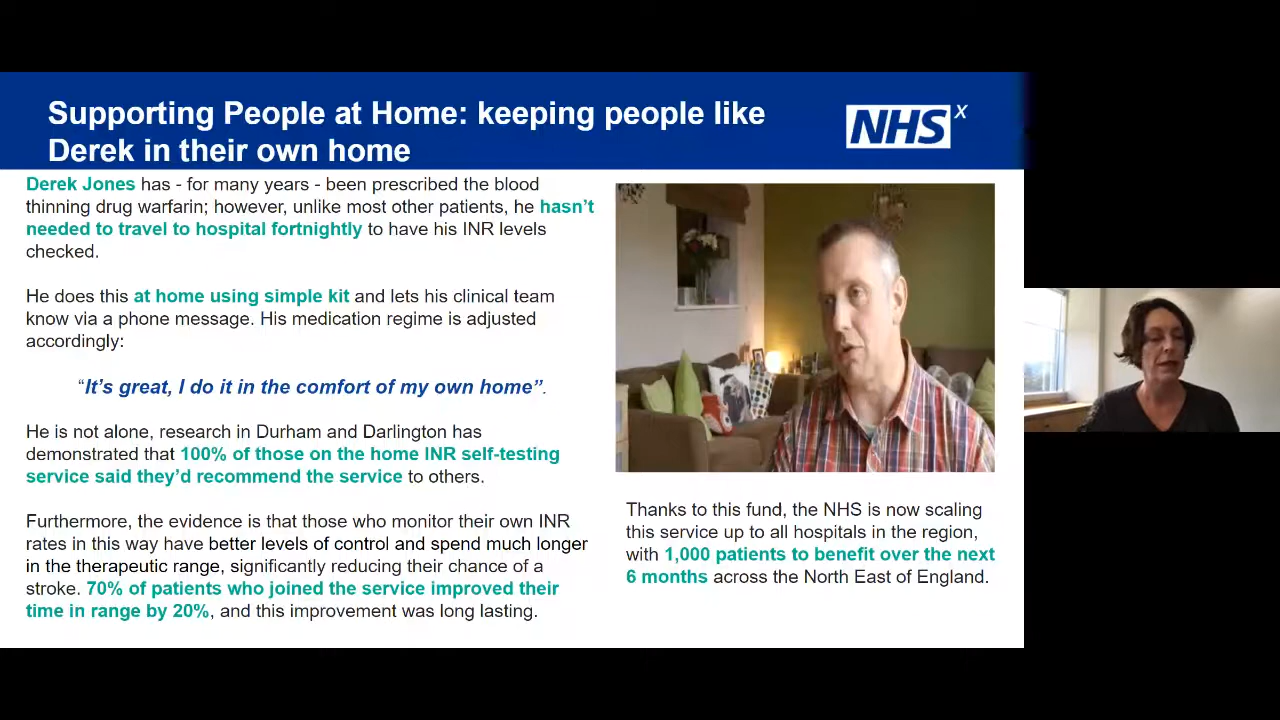 Supporting People at Home: keeping people like
Derek in their own home
NHS X
Derek Jones has - for many years - been prescribed the blood
thinning drug warfarin; however, unlike most other patients, he hasn’t
needed to travel to hospital fortnightly to have his INR levels
checked.
He does this at home using simple kit and lets his clinical team
know via a phone message. His medication regime is adjusted
accordingly:
“It’s great, I do it in the comfort of my own home”.
He is not alone, research in Durham and Darlington has
demonstrated that 100% of those on the home INR self-testing
service said they’d recommend the service to others.
Furthermore, the evidence is that those who monitor their own INR
rates in this way have better levels of control and spend much longer
in the therapeutic range, significantly reducing their chance of a
stroke. 70% of patients who joined the service improved their
time in range by 20%, and this improvement was long lasting.
Thanks to this fund, the NHS is now scaling
this service up to all hospitals in the region,
with 1,000 patients to benefit over the next
6 months across the North East of England.